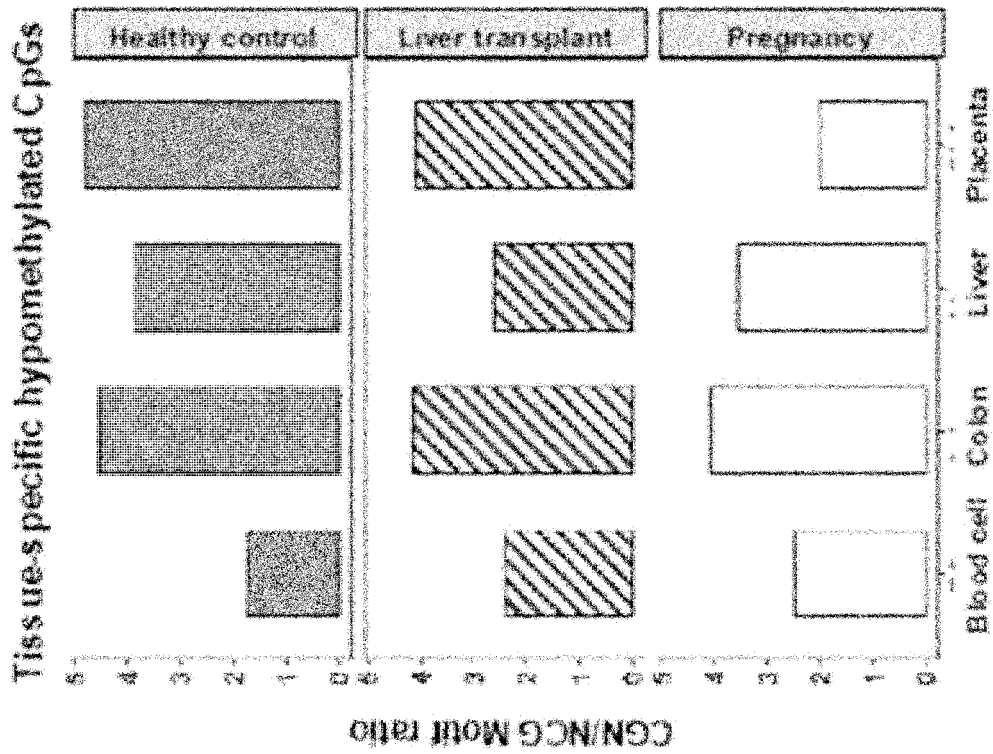 Tissue-specific hypomethylated CpGs
Healthy control
Liver transplant
Pregnancy
5 4 3 2 1 0
5 4 3 2 1 0
5 4 3 2 1 0
Blood cell
Colon
Liver
Placenta
CGN/NCG Motif ratio